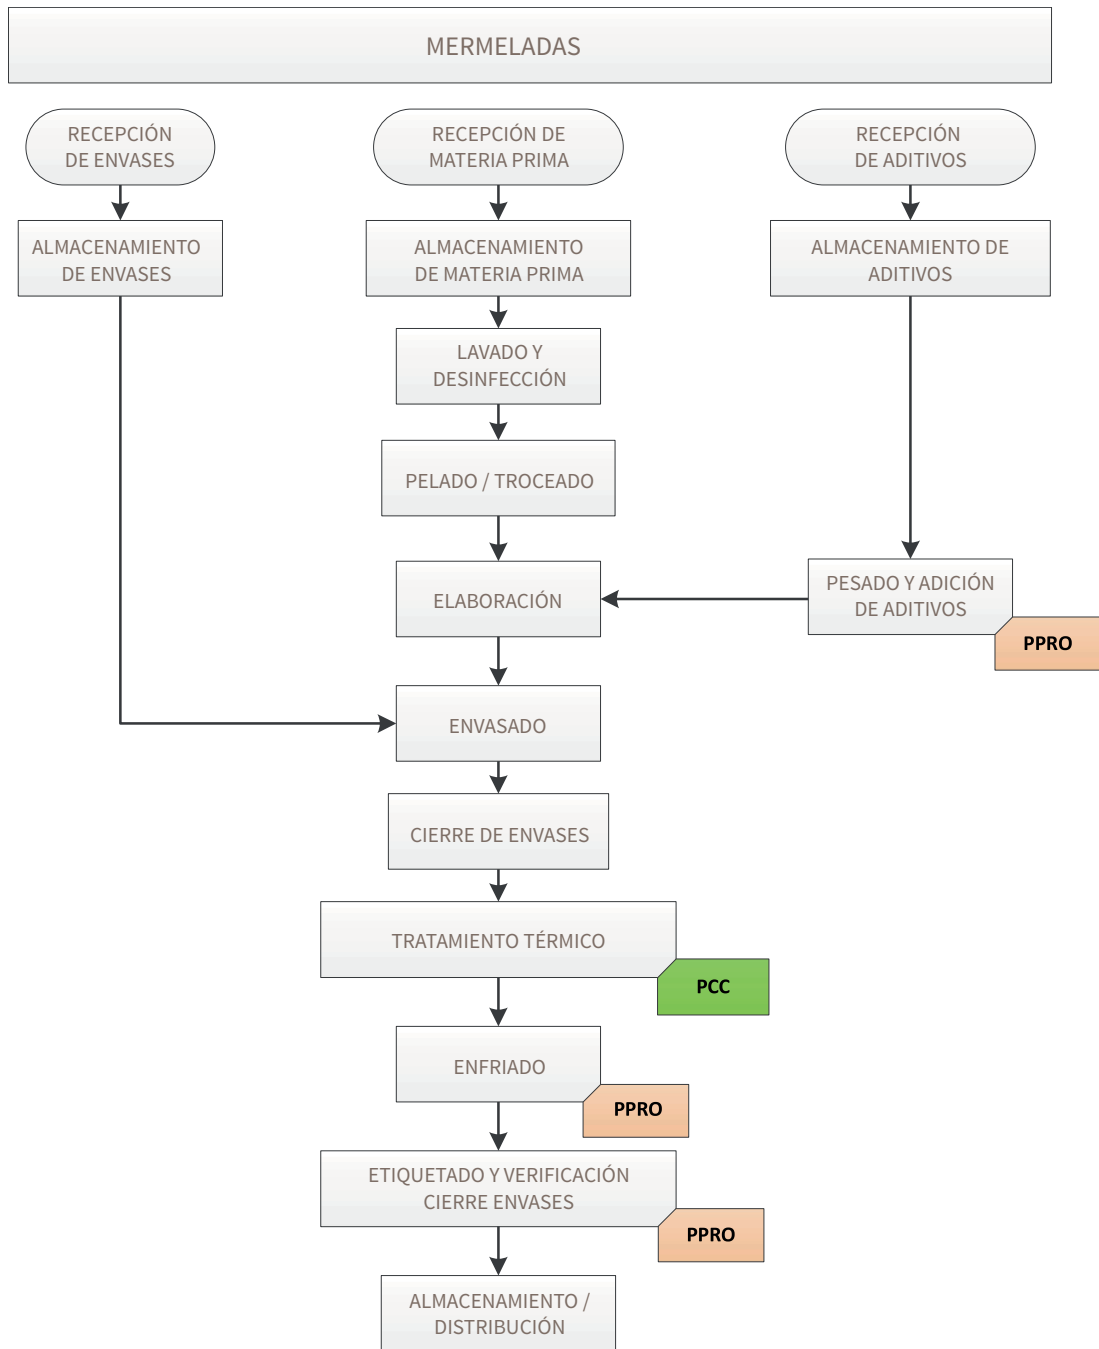 MERMELADAS
RECEPCIÓN
DE ENVASES
RECEPCIÓN DE
MATERIA PRIMA
RECEPCIÓN
DE ADITIVOS
ALMACENAMIENTO
DE ENVASES
ALMACENAMIENTO
DE MATERIA PRIMA
ALMACENAMIENTO DE
ADITIVOS
LAVADO Y
DESINFECCIÓN
PELADO / TROCEADO
ELABORACIÓN
PESADO Y ADICIÓN
DE ADITIVOS
PPRO
ENVASADO
CIERRE DE ENVASES
TRATAMIENTO TÉRMICO
PCC
ENFRIADO
PPRO
ETIQUETADO Y VERIFICACIÓN
CIERRE ENVASES
PPRO
ALMACENAMIENTO /
DISTRIBUCIÓN